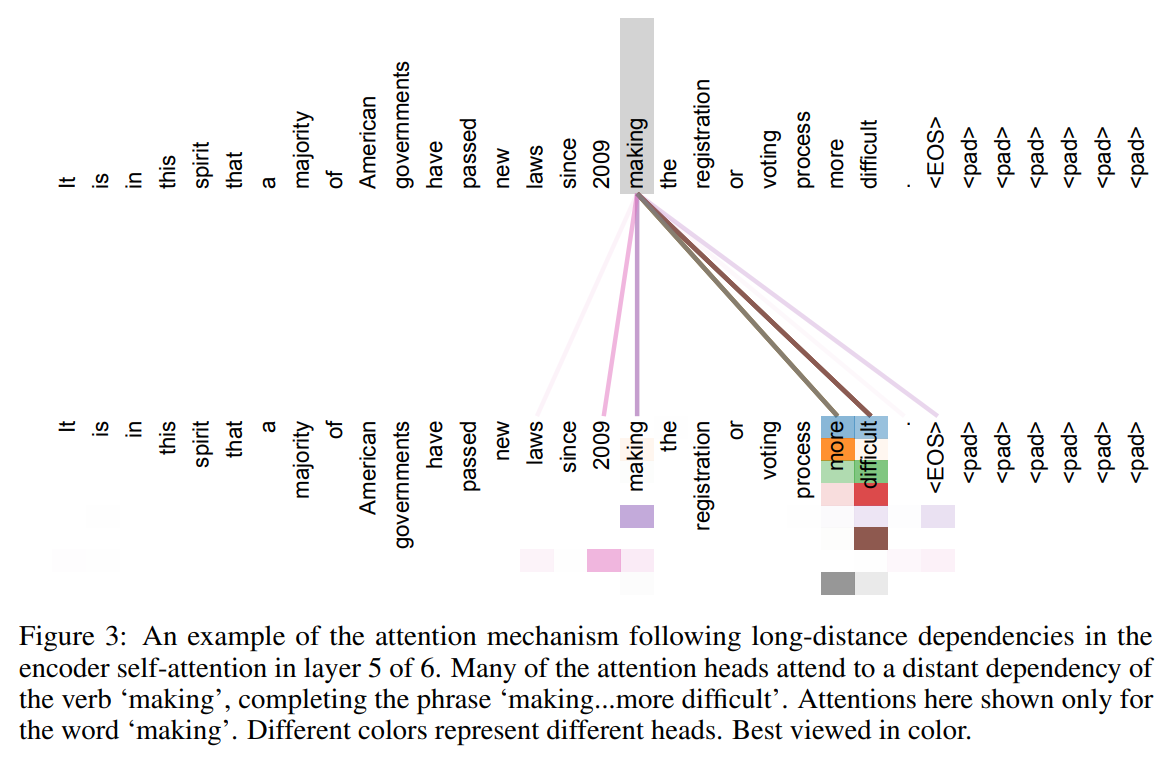 It is in this spirit that a majority of American governments have passed new laws since 2009 making the registration or voting process more difficult . <EOS> <pad> <pad> <pad> <pad> <pad> <pad>
It is in this spirit that a majority of American governments have passed new laws since 2009 making the registration or voting process more difficult . <EOS> <pad> <pad> <pad> <pad> <pad> <pad>
Figure 3: An example of the attention mechanism following long-distance dependencies in the
encoder self-attention in layer 5 of 6. Many of the attention heads attend to a distant dependency of
the verb ‘making’, completing the phrase ‘making...more difficult’. Attentions here shown only for
the word ‘making’. Different colors represent different heads. Best viewed in color.